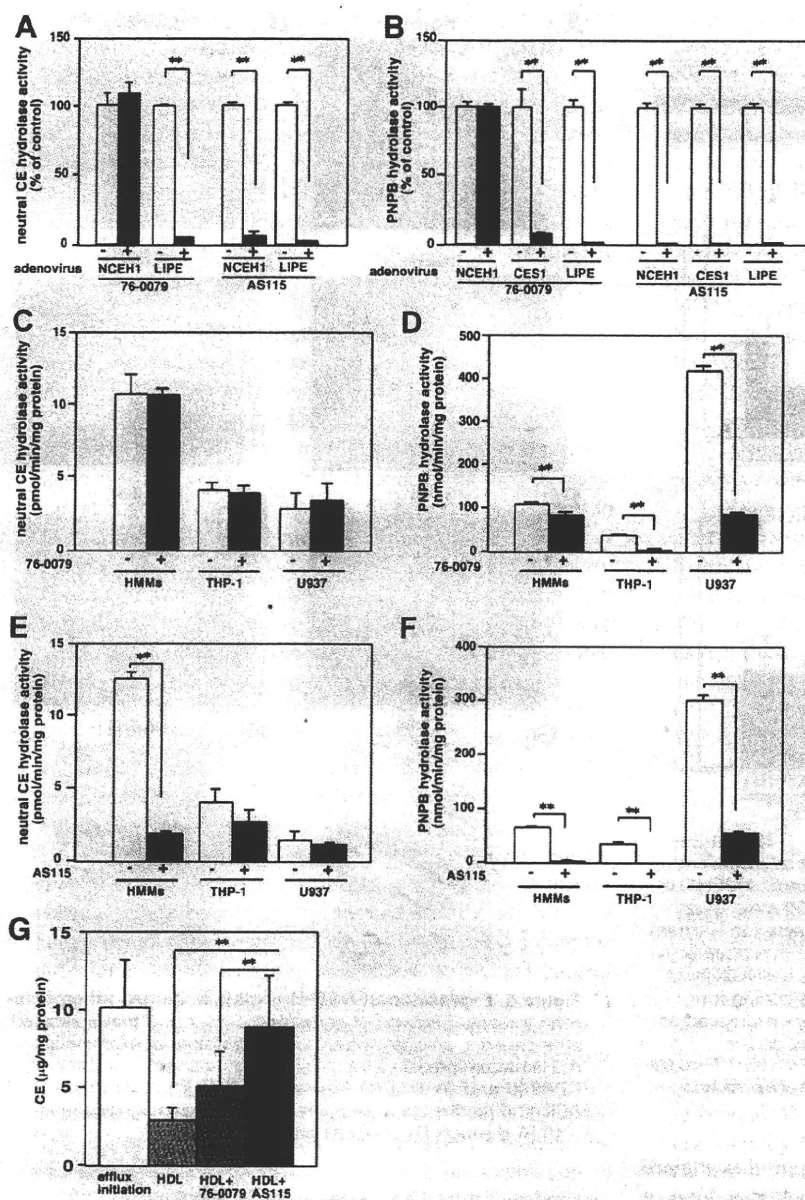 A
neutral CE hydrolase activity
(% of control)
150
100
50
0
**
**
**
- + - + - + - +
adenovirus NCEH1 LIPE NCEH1 LIPE
76-0079 AS115
B
PNPB hydrolase activity
(% of control)
150
100
50
0
**
**
**
**
**
- + - + - + - + - + - +
adenovirus NCEH1 CES1 LIPE NCEH1 CES1 LIPE
76-0079 AS115
C
neutral CE hydrolase activity
(pmol/min/mg protein)
15
10
5
0
76-0079 - + - + - +
HMMs THP-1 U937
D
PNPB hydrolase activity
(nmol/min/mg protein)
500
400
300
200
100
0
**
**
**
76-0079 - + - + - +
HMMs THP-1 U937
E
neutral CE hydrolase activity
(pmol/min/mg protein)
15
10
5
0
**
AS115 - + - + - +
HMMs THP-1 U937
F
PNPB hydrolase activity
(nmol/min/mg protein)
400
300
200
100
0
**
**
**
AS115 - + - + - +
HMMs THP-1 U937
G
CE (µg/mg protein)
15
10
5
0
**
**
efflux
initiation
HDL
HDL+
76-0079
HDL+
AS115